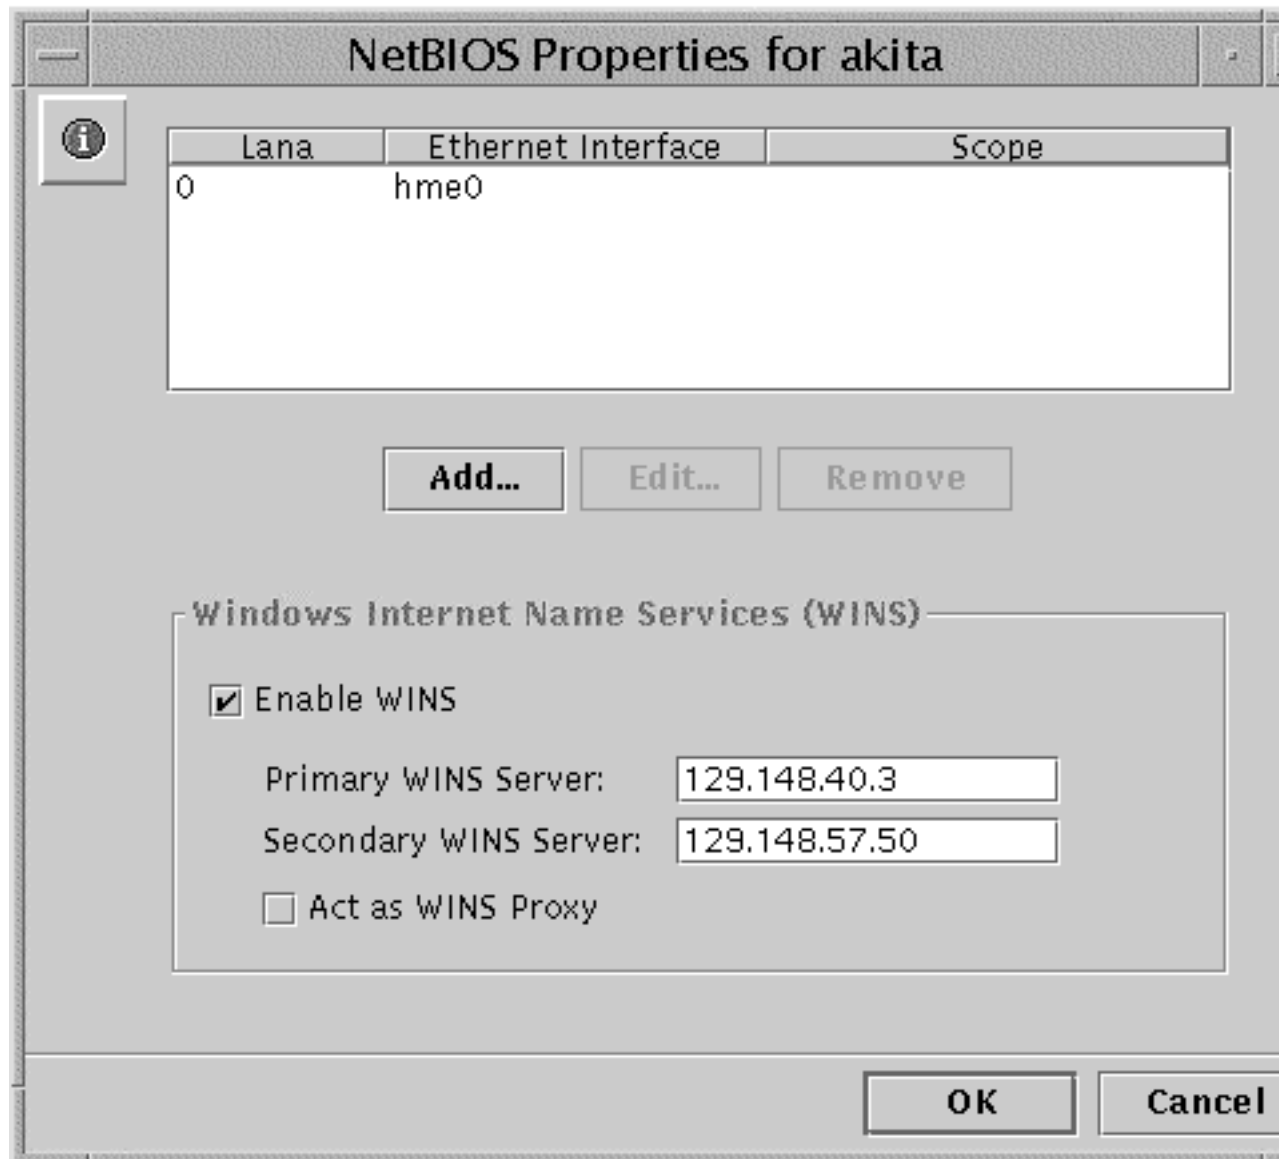 NetBIOS Properties for akita
Lana Ethernet Interface Scope
0 hme0
Add... Edit... Remove
Windows Internet Name Services (WINS)
Enable WINS
Primary WINS Server: 129.148.40.3
Secondary WINS Server: 129.148.57.50
Act as WINS Proxy
OK Cancel